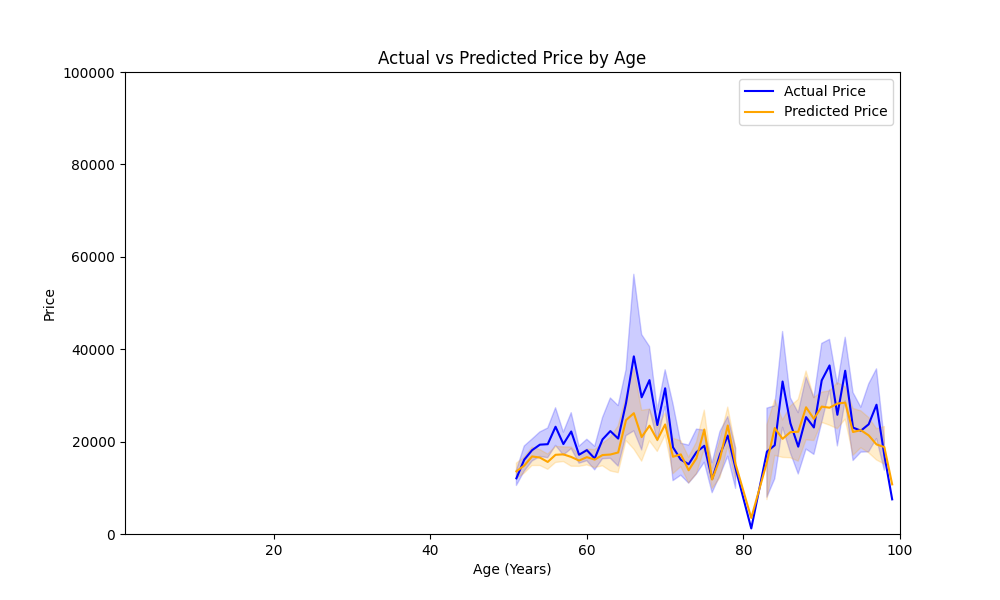 Actual vs Predicted Price by Age
Actual Price
Predicted Price
100000
80000
60000
40000
20000
0
Price
20 40 60 80 100
Age (Years)